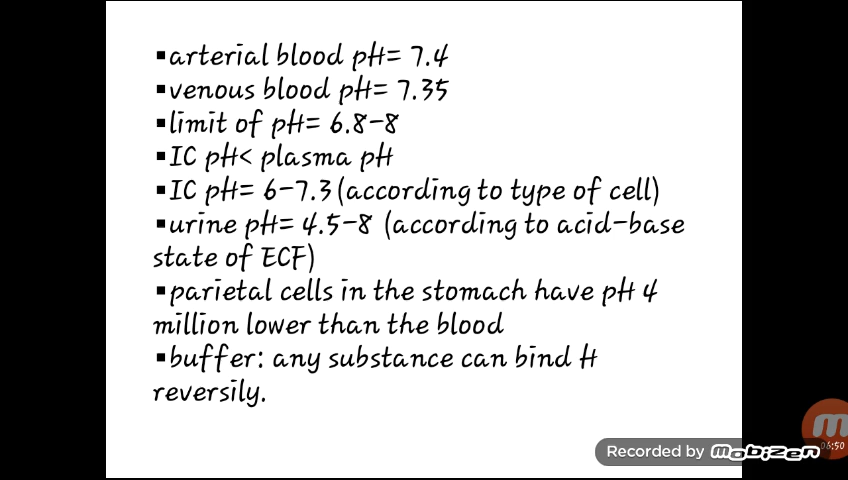 ▪arterial blood pH= 7.4
▪venous blood pH= 7.35
▪limit of pH= 6.8-8
▪IC pH< plasma pH
▪IC pH= 6-7.3 (according to type of cell)
▪urine pH= 4.5-8 (according to acid-base
state of ECF)
▪parietal cells in the stomach have pH 4
million lower than the blood
▪buffer: any substance can bind H
reversily.
06:50
Recorded by mobizen